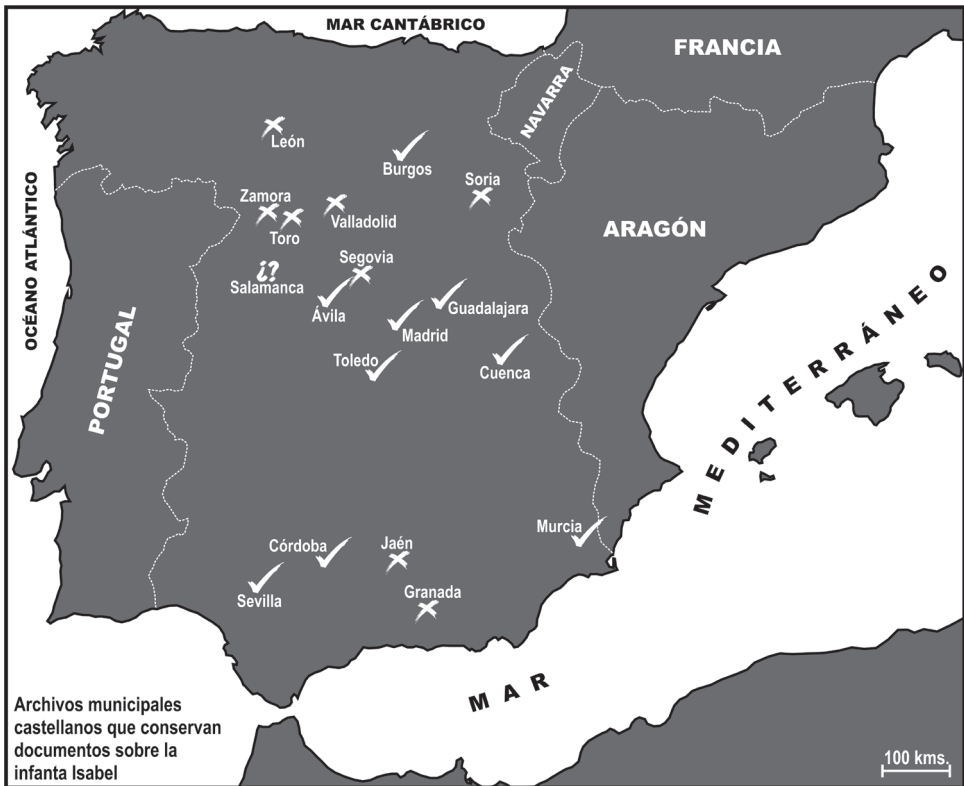 MAR CANTÁBRICO
FRANCIA
NAVARRA
León
Burgos
Soria
Zamora
Toro
Valladolid
OCÉANO ATLÁNTICO
ARAGÓN
Segovia
¿?
Salamanca
Ávila
Guadalajara
Madrid
Toledo
Cuenca
PORTUGAL
MEDITERRÁNEO
Murcia
Córdoba
Jaén
Sevilla
Granada
MAR
Archivos municipales
castellanos que conservan
documentos sobre la
infanta Isabel
100 kms.